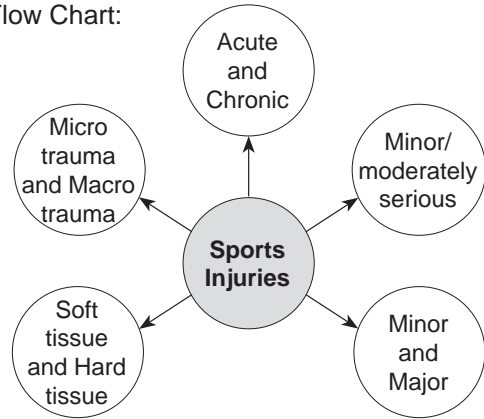 Flow Chart:
Acute
and
Chronic
Micro
trauma
and Macro
trauma
Minor/
moderately
serious
Sports
Injuries
Soft
tissue
and Hard
tissue
Minor
and
Major